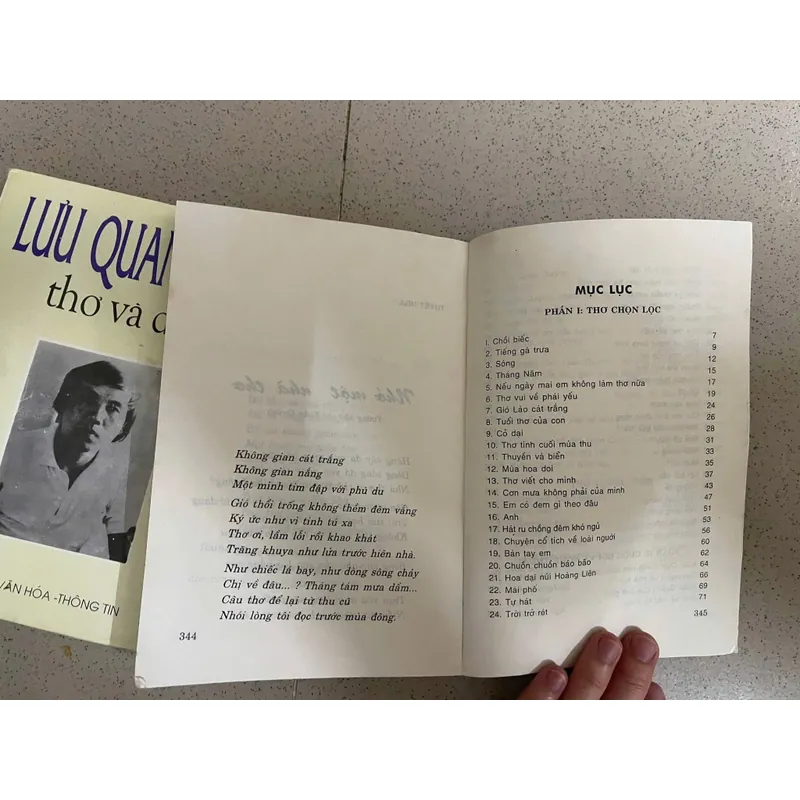 LƯU QUAN
thơ và đ
VĂN HÓA -THÔNG TIN
Không gian cát trắng
Không gian nắng
Một mình tim đập với phù du
Gió thổi trống không thềm đêm vắng
Ký ức như vì tinh tú xa
Thơ ơi, lầm lỗi rồi khao khát
Trăng khuya như lửa trước hiên nhà.
Như chiếc lá bay, như dòng sông chảy
Chị về đâu... ? Tháng tám mưa dầm...
Câu thơ để lại từ thu cũ
Nhói lòng tôi đọc trước mùa đông.
344
MỤC LỤC
PHẦN I: THƠ CHỌN LỌC
1. Chồi biếc 7
2. Tiếng gà trưa 9
3. Sóng 12
4. Tháng Năm 15
5. Nếu ngày mai em không làm thơ nữa 17
6. Thơ vui về phái yếu 19
7. Gió Lào cát trắng 24
8. Tuổi thơ của con 26
9. Cỏ dại 28
10. Thơ tình cuối mùa thu 31
11. Thuyền và biển 33
12. Mùa hoa doi 35
13. Thơ viết cho mình 37
14. Cơn mưa không phải của mình 43
15. Em có đem gì theo đâu 47
16. Anh 51
17. Hát ru chồng đêm khó ngủ 53
18. Chuyện cổ tích về loài người 56
19. Bàn tay em 60
20. Chuồn chuồn báo bão 62
21. Hoa dại núi Hoàng Liên 64
22. Mái phố 66
23. Tự hát 69
24. Trời trở rét 71
345